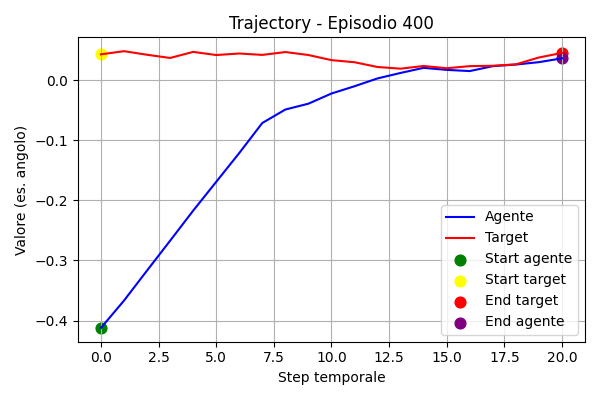 Trajectory - Episodio 400
Valore (es. angolo)
0.0
−0.1
−0.2
−0.3
−0.4
Agente
Target
Start agente
Start target
End target
End agente
0.0 2.5 5.0 7.5 10.0 12.5 15.0 17.5 20.0
Step temporale